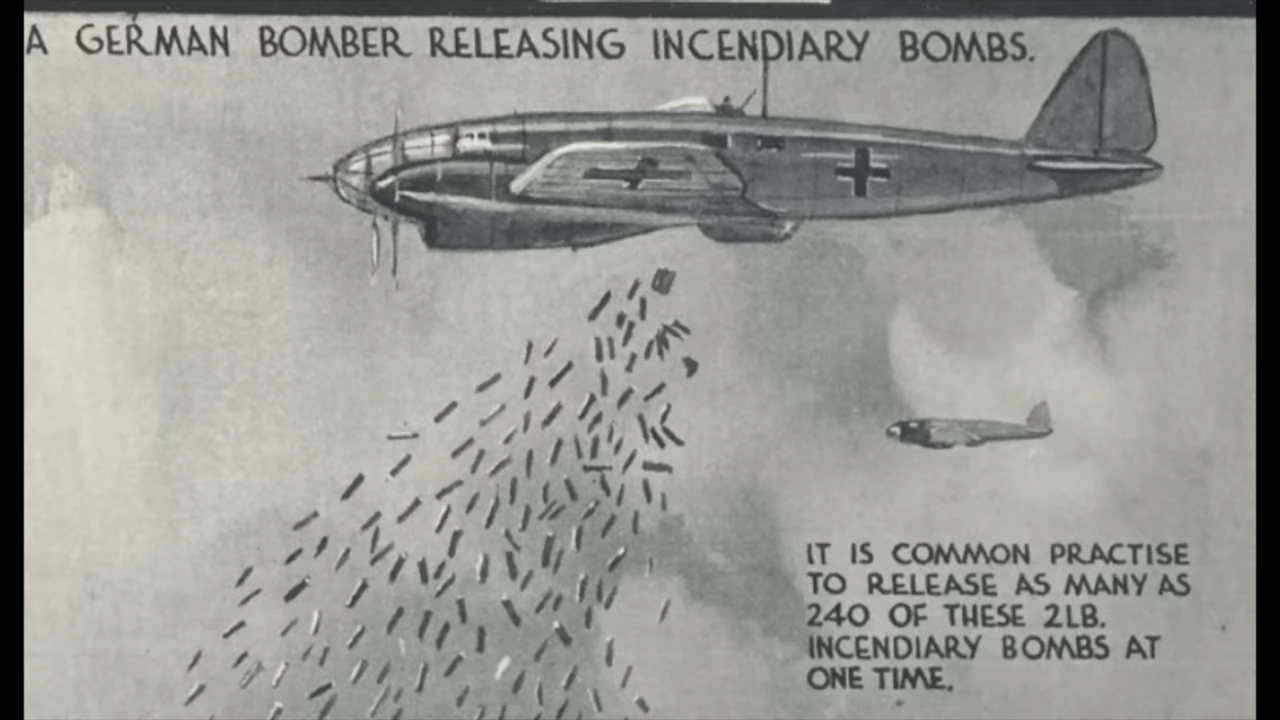 A GERMAN BOMBER RELEASING INCENDIARY BOMBS.
IT IS COMMON PRACTISE
TO RELEASE AS MANY AS
240 OF THESE 2LB.
INCENDIARY BOMBS AT
ONE TIME.